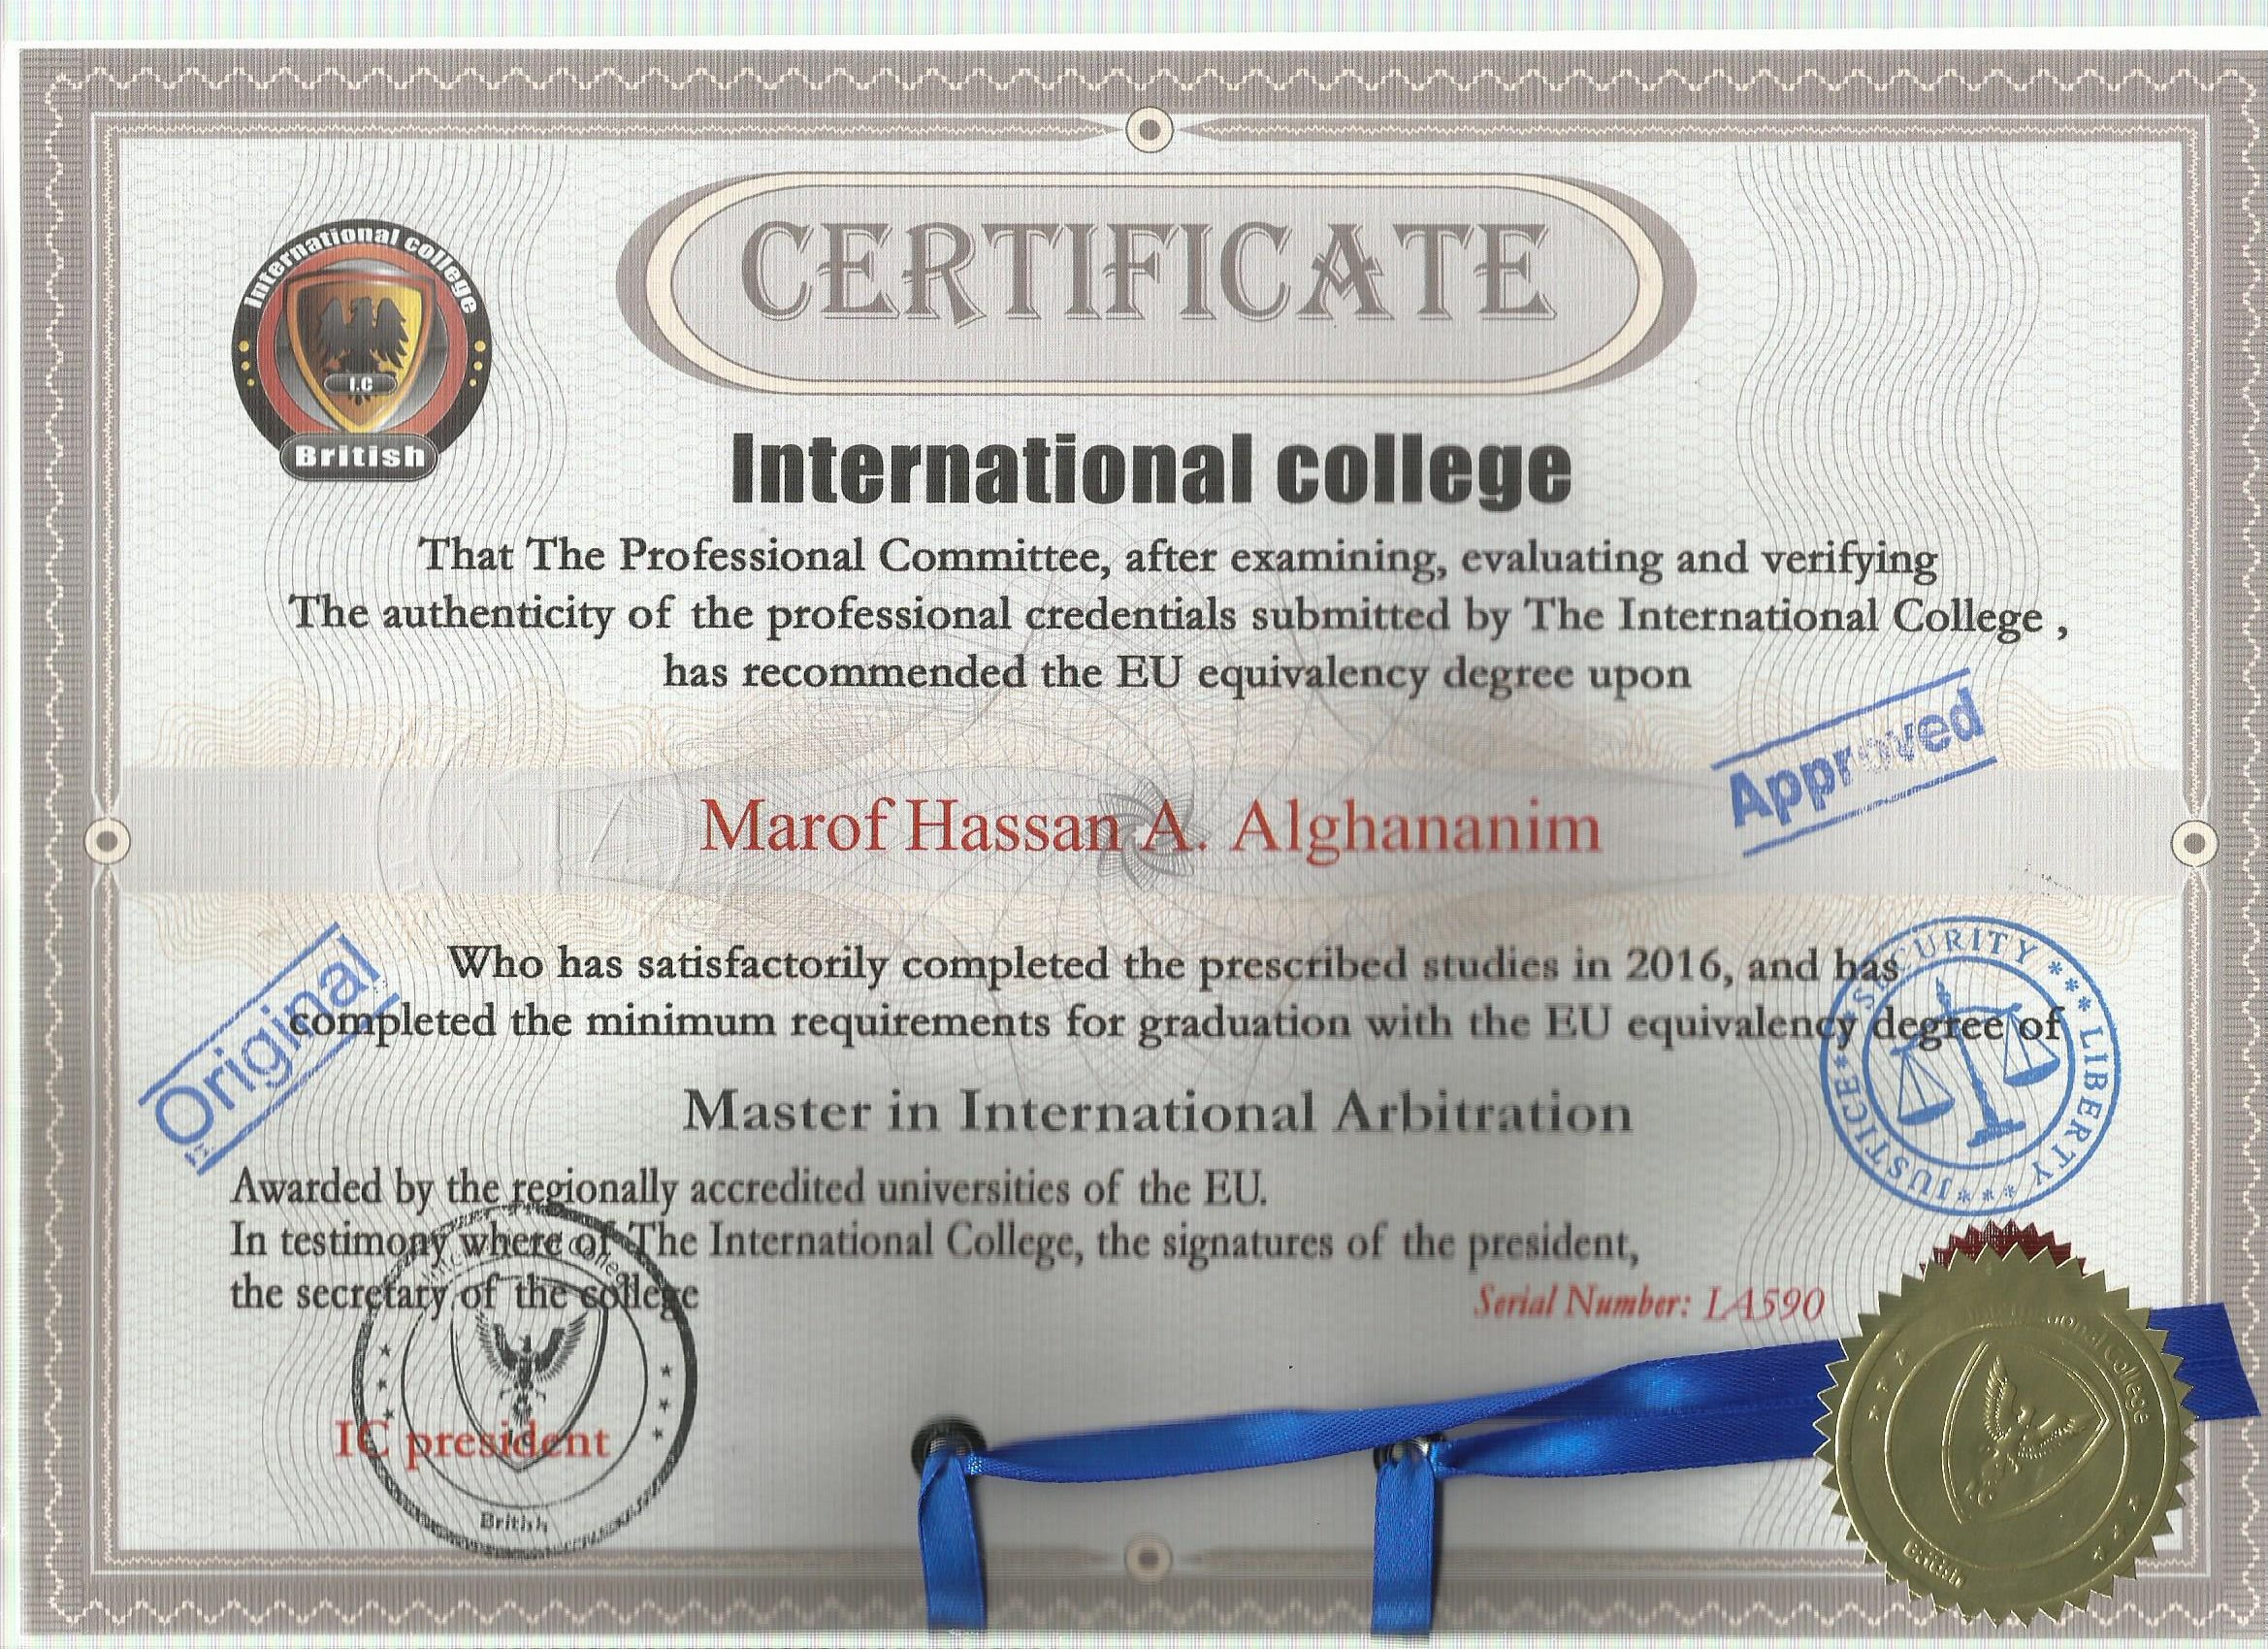 CERTIFICATE
International college
I.C
British
International college
That The Professional Committee, after examining, evaluating and verifying
The authenticity of the professional credentials submitted by The International College ,
has recommended the EU equivalency degree upon
Approved
Marof Hassan A. Alghananim
Original
Who has satisfactorily completed the prescribed studies in 2016, and has
completed the minimum requirements for graduation with the EU equivalency degree of
SECURITY *** LIBERTY *** JUSTICE
Master in International Arbitration
Awarded by the regionally accredited universities of the EU.
In testimony where of The International College, the signatures of the president,
the secretary of the college
Serial Number: LA590
IC president
British
International College
British